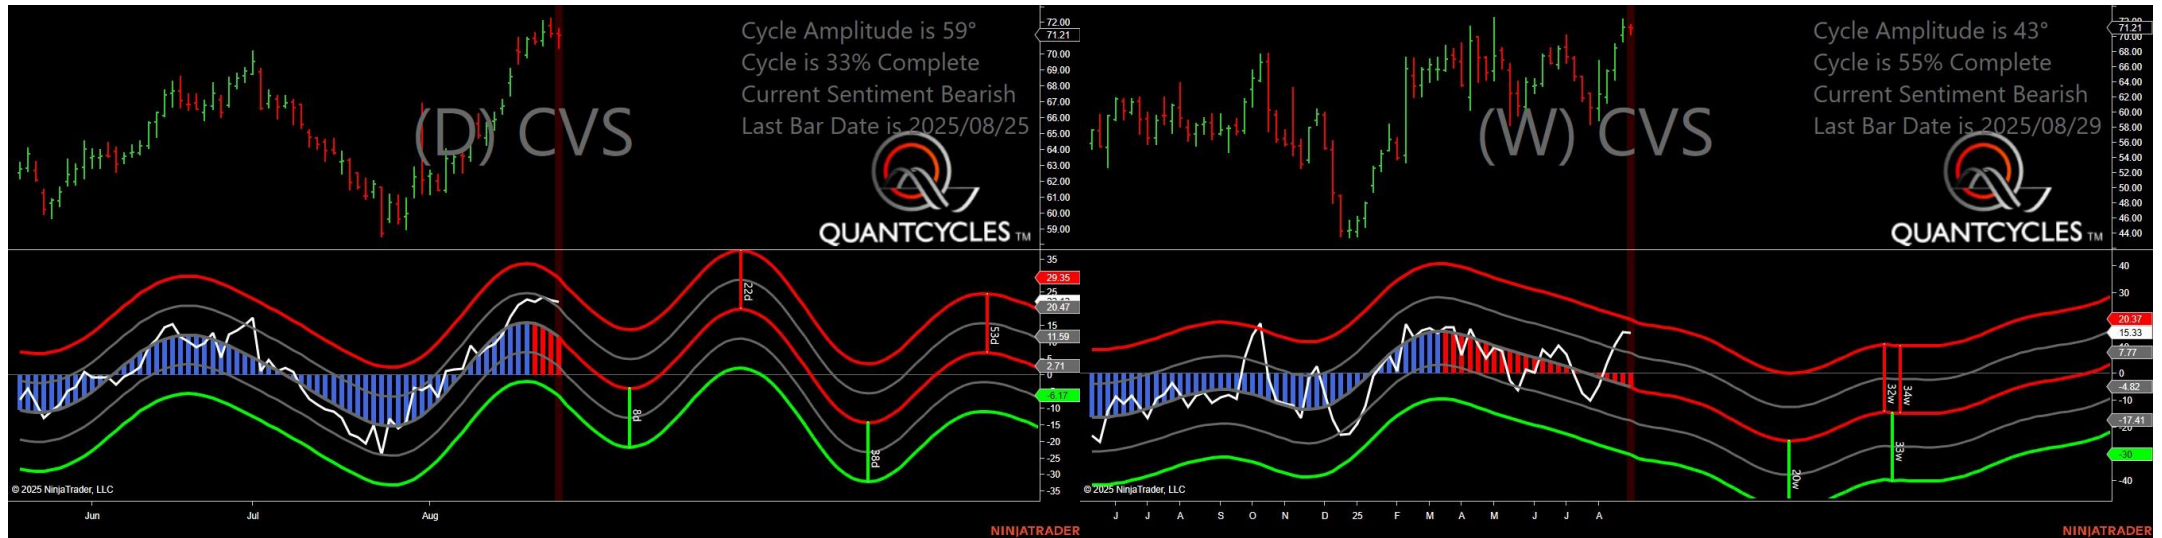 Cycle Amplitude is 59°
Cycle is 33% Complete
Current Sentiment Bearish
Last Bar Date is 2025/08/25
(D) CVS
QUANTCYCLES TM
72.00
71.21
70.00
69.00
68.00
67.00
66.00
65.00
64.00
63.00
62.00
61.00
60.00
59.00
35
29.35
25
20.47
15
11.59
10
5
2.71
0
-6.17
-10
-15
-20
-25
-30
-35
22d
53d
8d
38d
© 2025 NinjaTrader, LLC
Jun
Jul
Aug
NINJATRADER
Cycle Amplitude is 43°
Cycle is 55% Complete
Current Sentiment Bearish
Last Bar Date is 2025/08/29
(W) CVS
QUANTCYCLES TM
72.00
71.21
70.00
68.00
66.00
64.00
62.00
60.00
58.00
56.00
54.00
52.00
50.00
48.00
46.00
44.00
40
30
20.37
15.33
7.77
0
-4.82
-10
-17.41
-20
-30
-40
32w
34w
33w
20w
© 2025 NinjaTrader, LLC
J
J
A
S
O
N
D
25
F
M
A
M
J
J
A
NINJATRADER